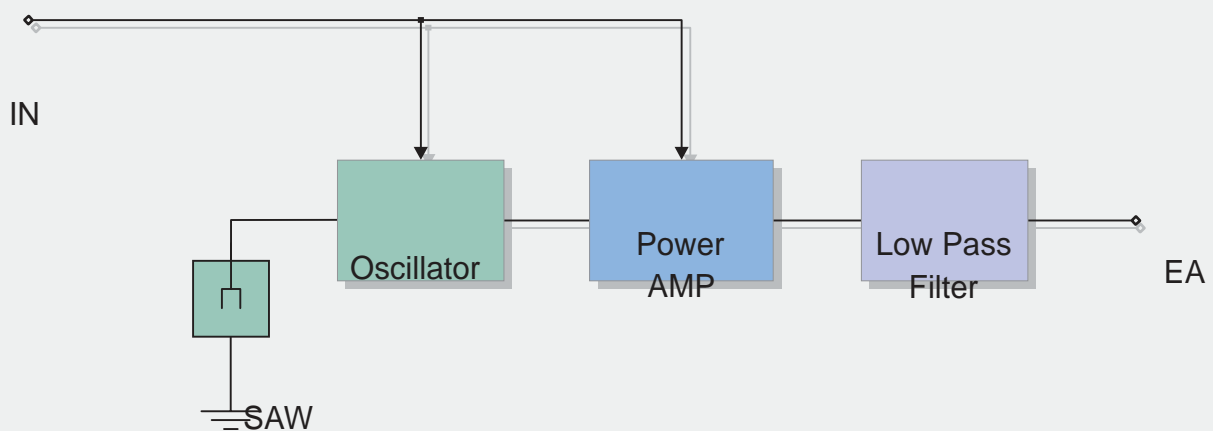 IN
Oscillator
Power
AMP
Low Pass
Filter
EA
SAW